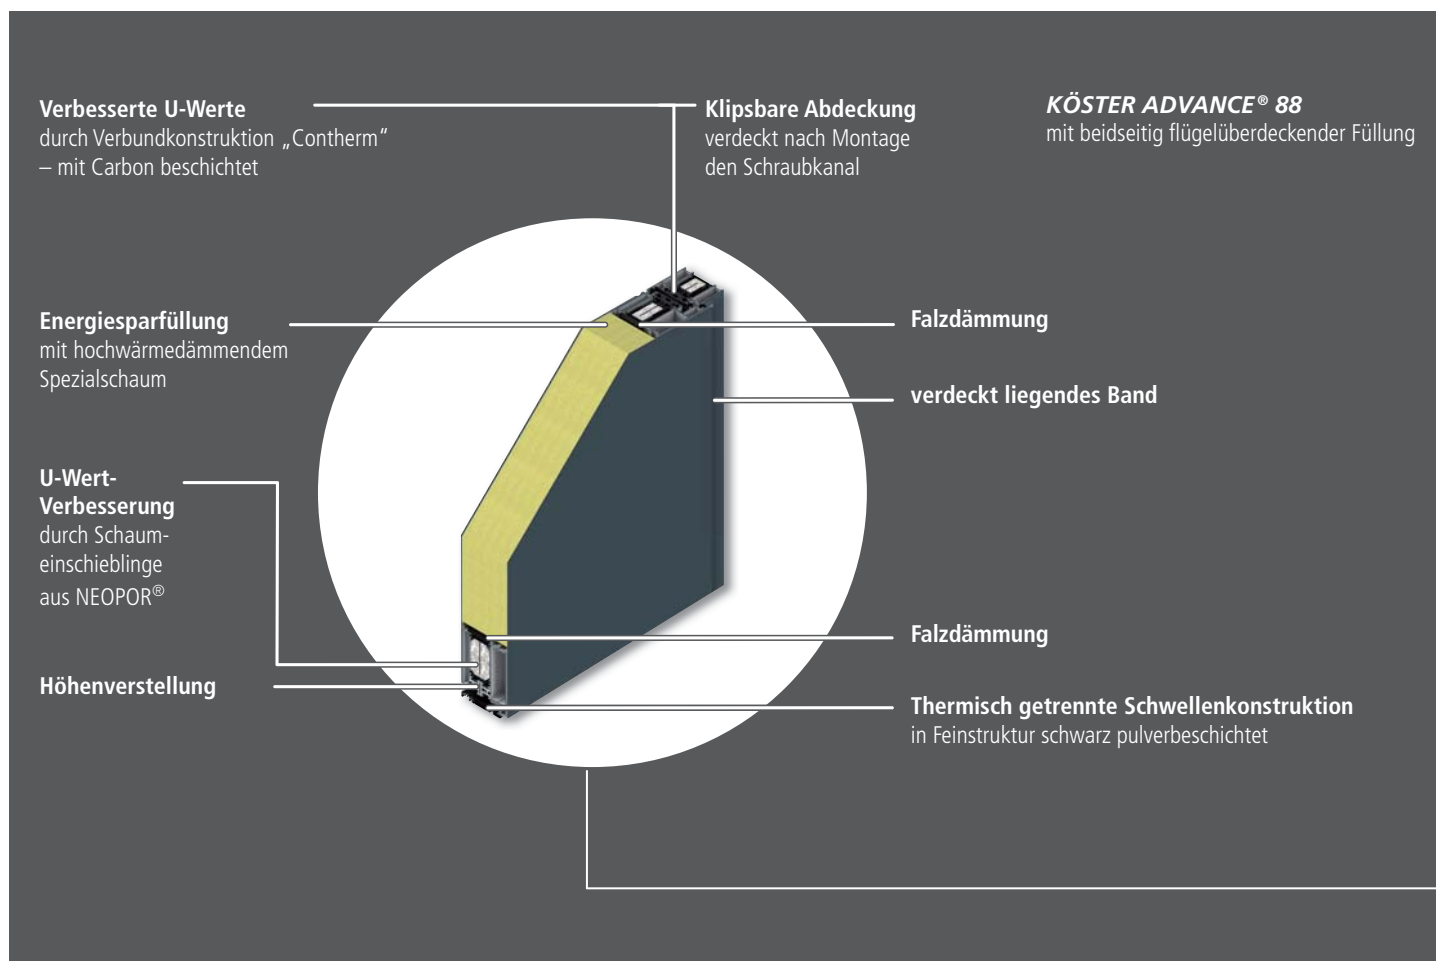 Verbesserte U-Werte
durch Verbundkonstruktion „Contherm“
– mit Carbon beschichtet
Klipsbare Abdeckung
verdeckt nach Montage
den Schraubkanal
KÖSTER ADVANCE® 88
mit beidseitig flügelüberdeckender Füllung
Energiesparfüllung
mit hochwärmedämmendem
Spezialschaum
Falzdämmung
verdeckt liegendes Band
U-Wert-
Verbesserung
durch Schaum-
einschieblinge
aus NEOPOR®
Falzdämmung
Höhenverstellung
Thermisch getrennte Schwellenkonstruktion
in Feinstruktur schwarz pulverbeschichtet